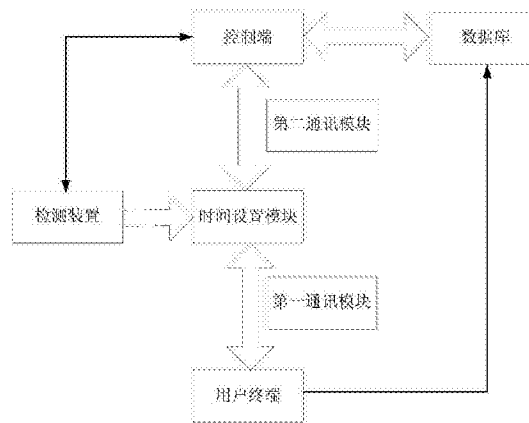 控制端
数据库
第二通讯模块
检测装置
时间设置模块
第一通讯模块
用户终端